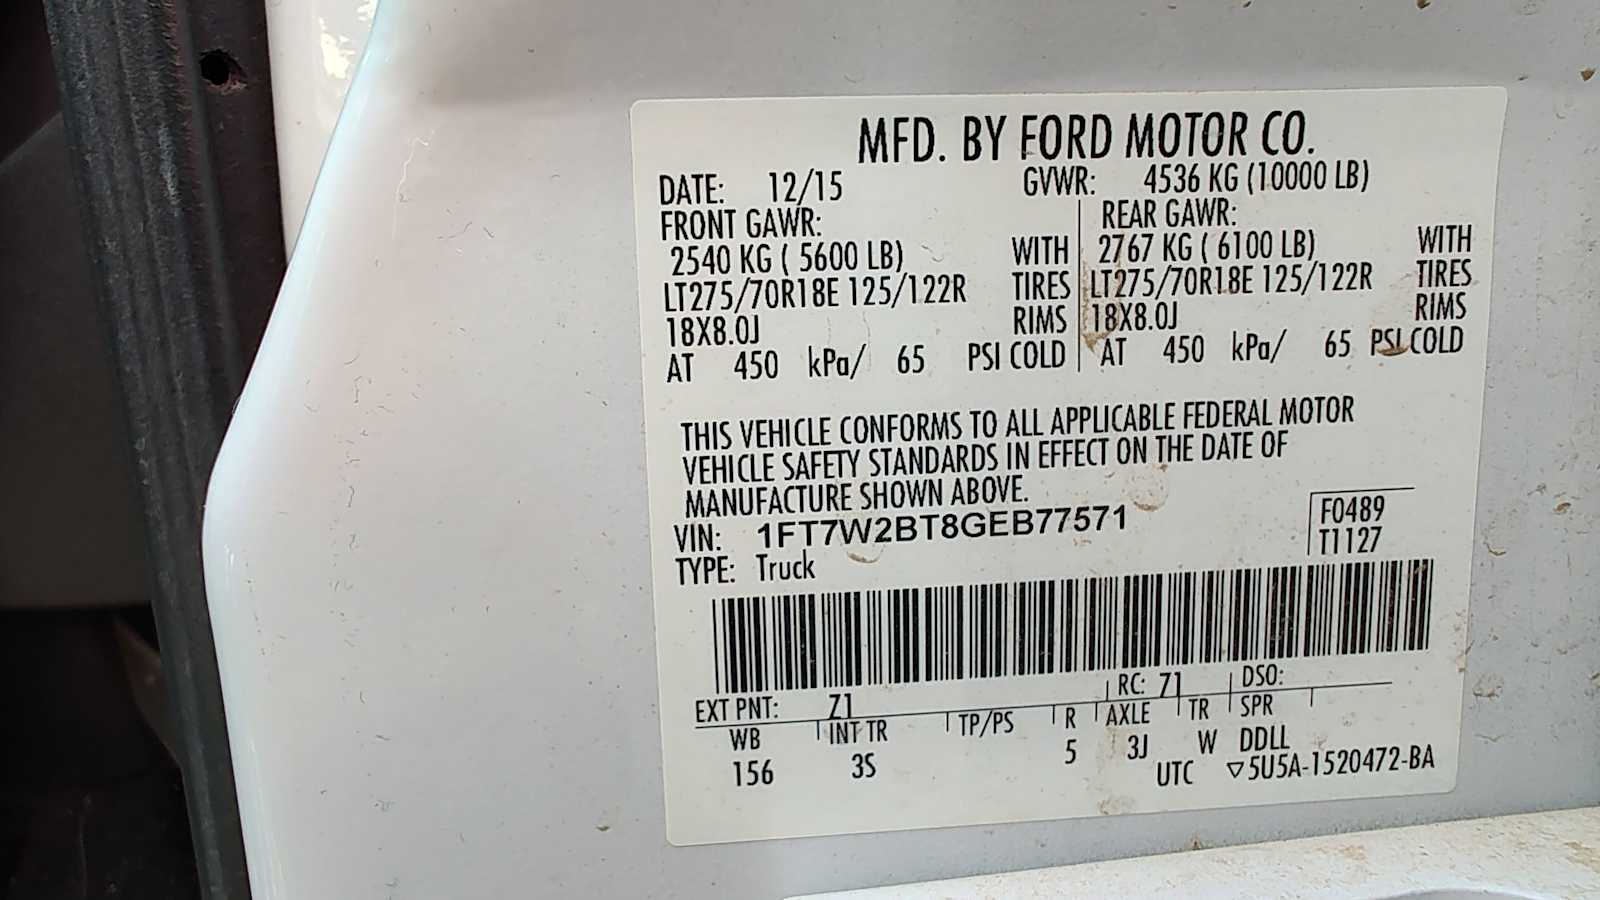 MFD. BY FORD MOTOR CO.
DATE: 12/15 GVWR: 4536 KG (10000 LB)
FRONT GAWR: REAR GAWR:
2540 KG ( 5600 LB) WITH 2767 KG ( 6100 LB) WITH
LT275/70R18E 125/122R TIRES LT275/70R18E 125/122R TIRES
18X8.0J RIMS 18X8.0J RIMS
AT 450 kPa/ 65 PSI COLD AT 450 kPa/ 65 PSI COLD
THIS VEHICLE CONFORMS TO ALL APPLICABLE FEDERAL MOTOR
VEHICLE SAFETY STANDARDS IN EFFECT ON THE DATE OF
MANUFACTURE SHOWN ABOVE.
VIN: 1FT7W2BT8GEB77571 F0489
TYPE: Truck T1127
EXT PNT: Z1 RC: 71 DSO:
WB INT TR TP/PS R AXLE TR SPR
156 3S 5 3J W DDLL
UTC ▽5U5A-1520472-BA